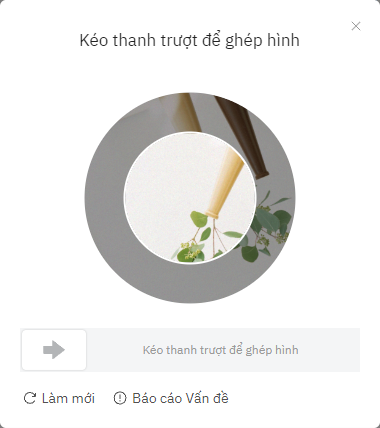 Kéo thanh trượt để ghép hình
Kéo thanh trượt để ghép hình
Làm mới
Báo cáo Vấn đề